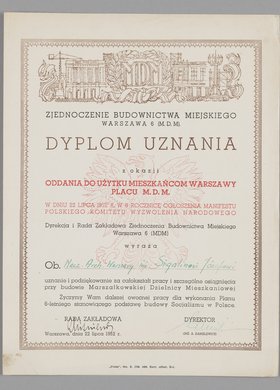 MDM
ZJEDNOCZENIE BUDOWNICTWA MIEJSKIEGO
WARSZAWA 6 (M.D.M.)
DYPLOM UZNANIA
z okazji
ODDANIA DO UŻYTKU MIESZKAŃCOM WARSZAWY
PLACU M.D.M.
W DNIU 22 LIPCA 1952 R. W 8 ROCZNICĘ OGŁOSZENIA MANIFESTU
POLSKIEGO KOMITETU WYZWOLENIA NARODOWEGO
Dyrekcja i Rada Zakładowa Zjednoczenia Budownictwa Miejskiego
Warszawa 6 (MDM)
wyraża
Ob.
uznanie i podziękowanie za całokształt pracy i szczególne osiągnięcia
przy budowie Marszałkowskiej Dzielnicy Mieszkaniowej
Życzymy Wam dalszej owocnej pracy dla wykonania Planu
6-letniego stanowiącego podstawę budowy Socjalizmu w Polsce.
RADA ZAKŁADOWA
DYREKTOR
Warszawa, dnia 22 lipca 1952 r.